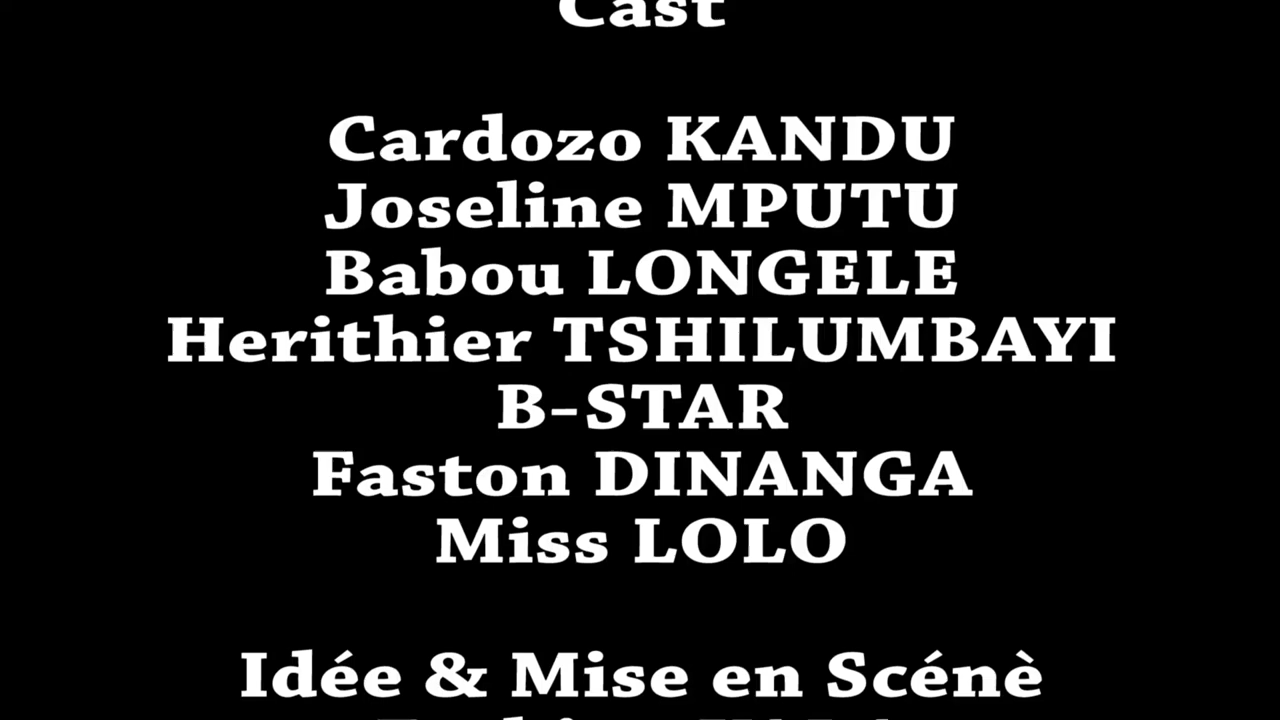 Cast
Cardozo KANDU
Joseline MPUTU
Babou LONGELE
Herithier TSHILUMBAYI
B-STAR
Faston DINANGA
Miss LOLO
Idée & Mise en Scénè